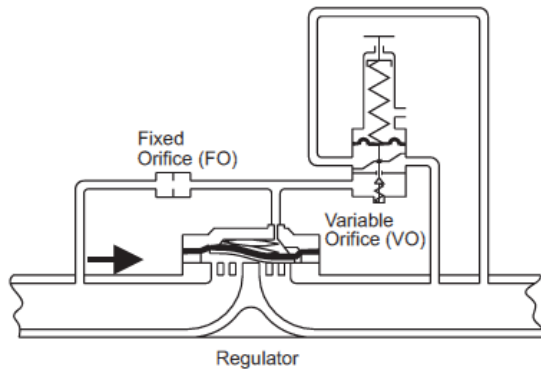 Fixed
Orifice (FO)
Variable
Orifice (VO)
Regulator